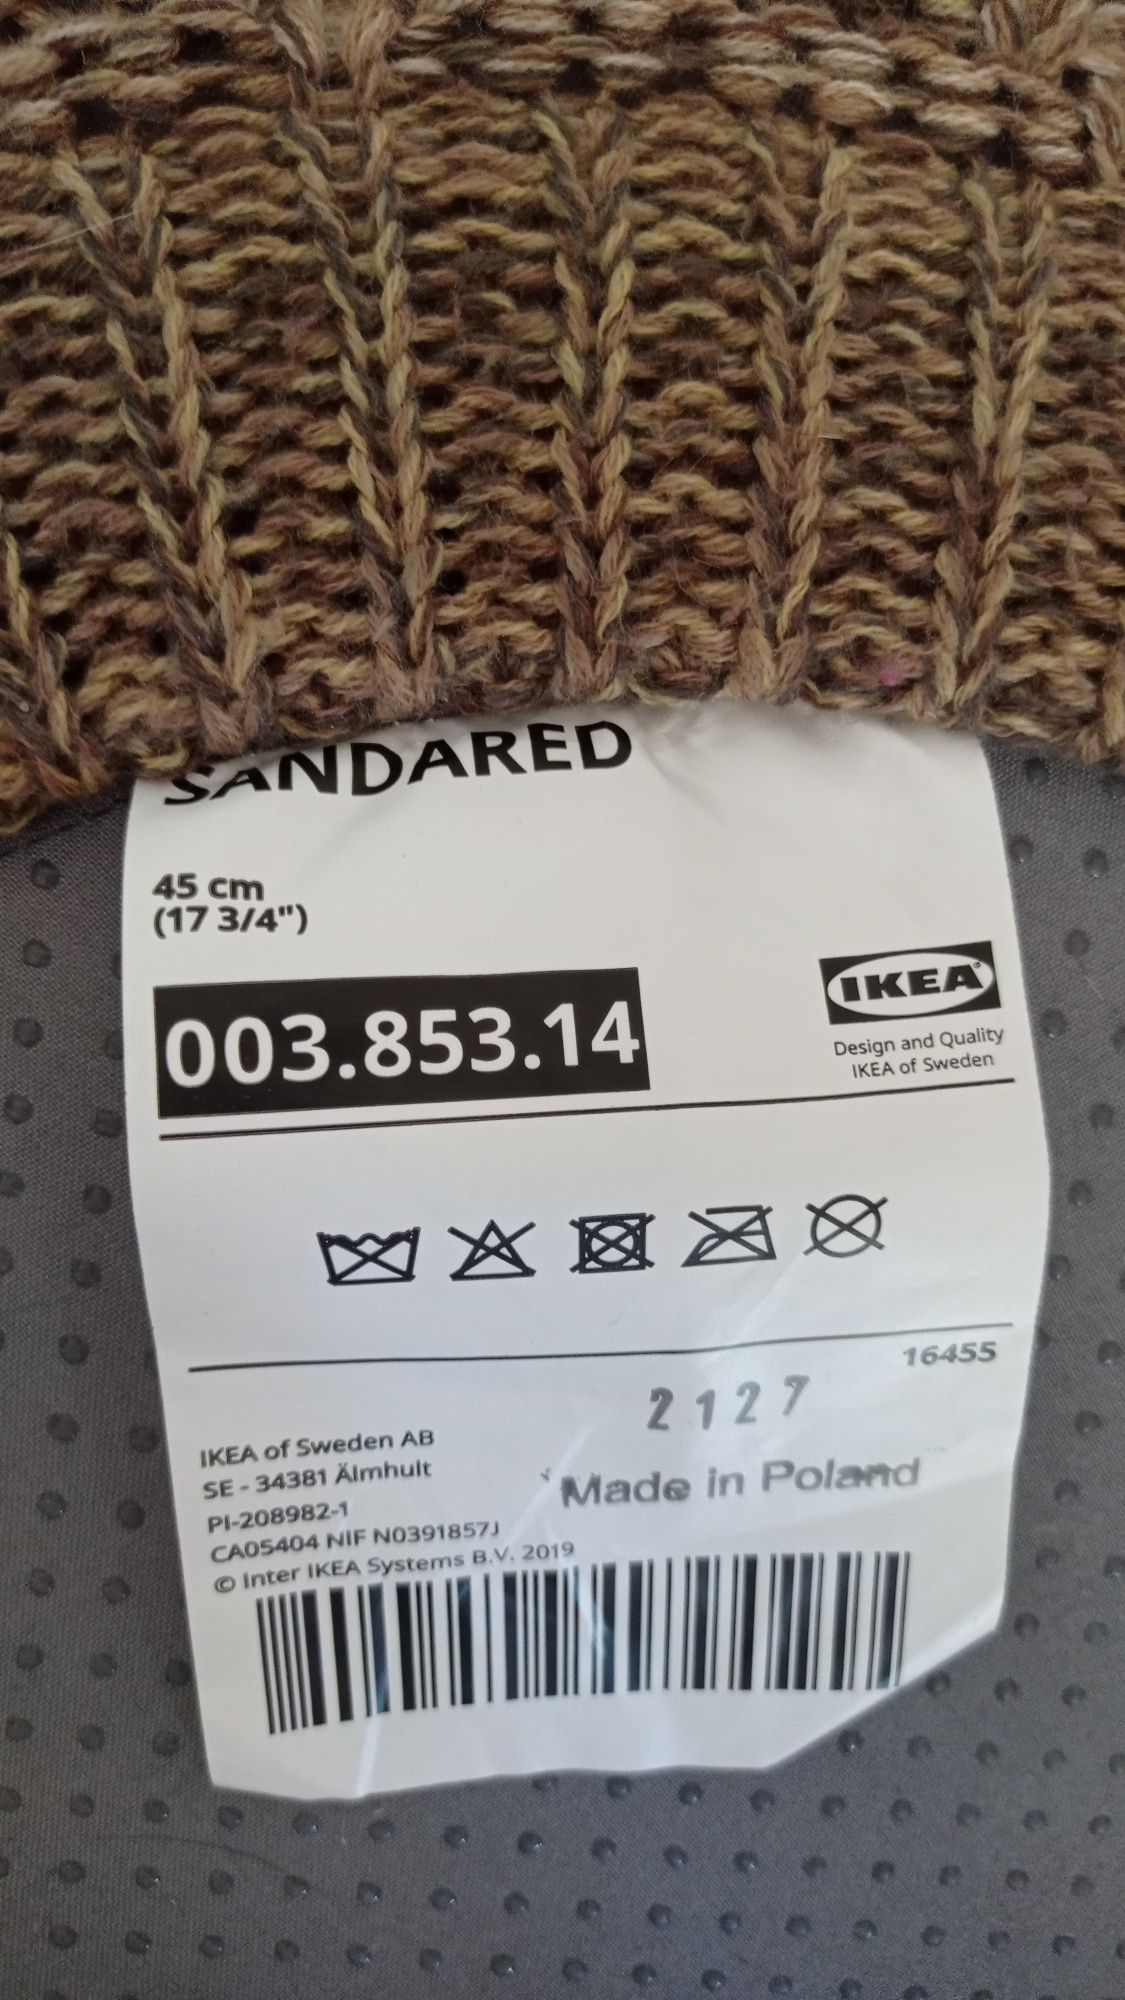 SANDARED
45 cm
(17 3/4")
003.853.14
IKEA
Design and Quality
IKEA of Sweden
16455
2127
Made in Poland
IKEA of Sweden AB
SE - 34381 Älmhult
PI-208982-1
CA05404 NIF N0391857J
© Inter IKEA Systems B.V. 2019